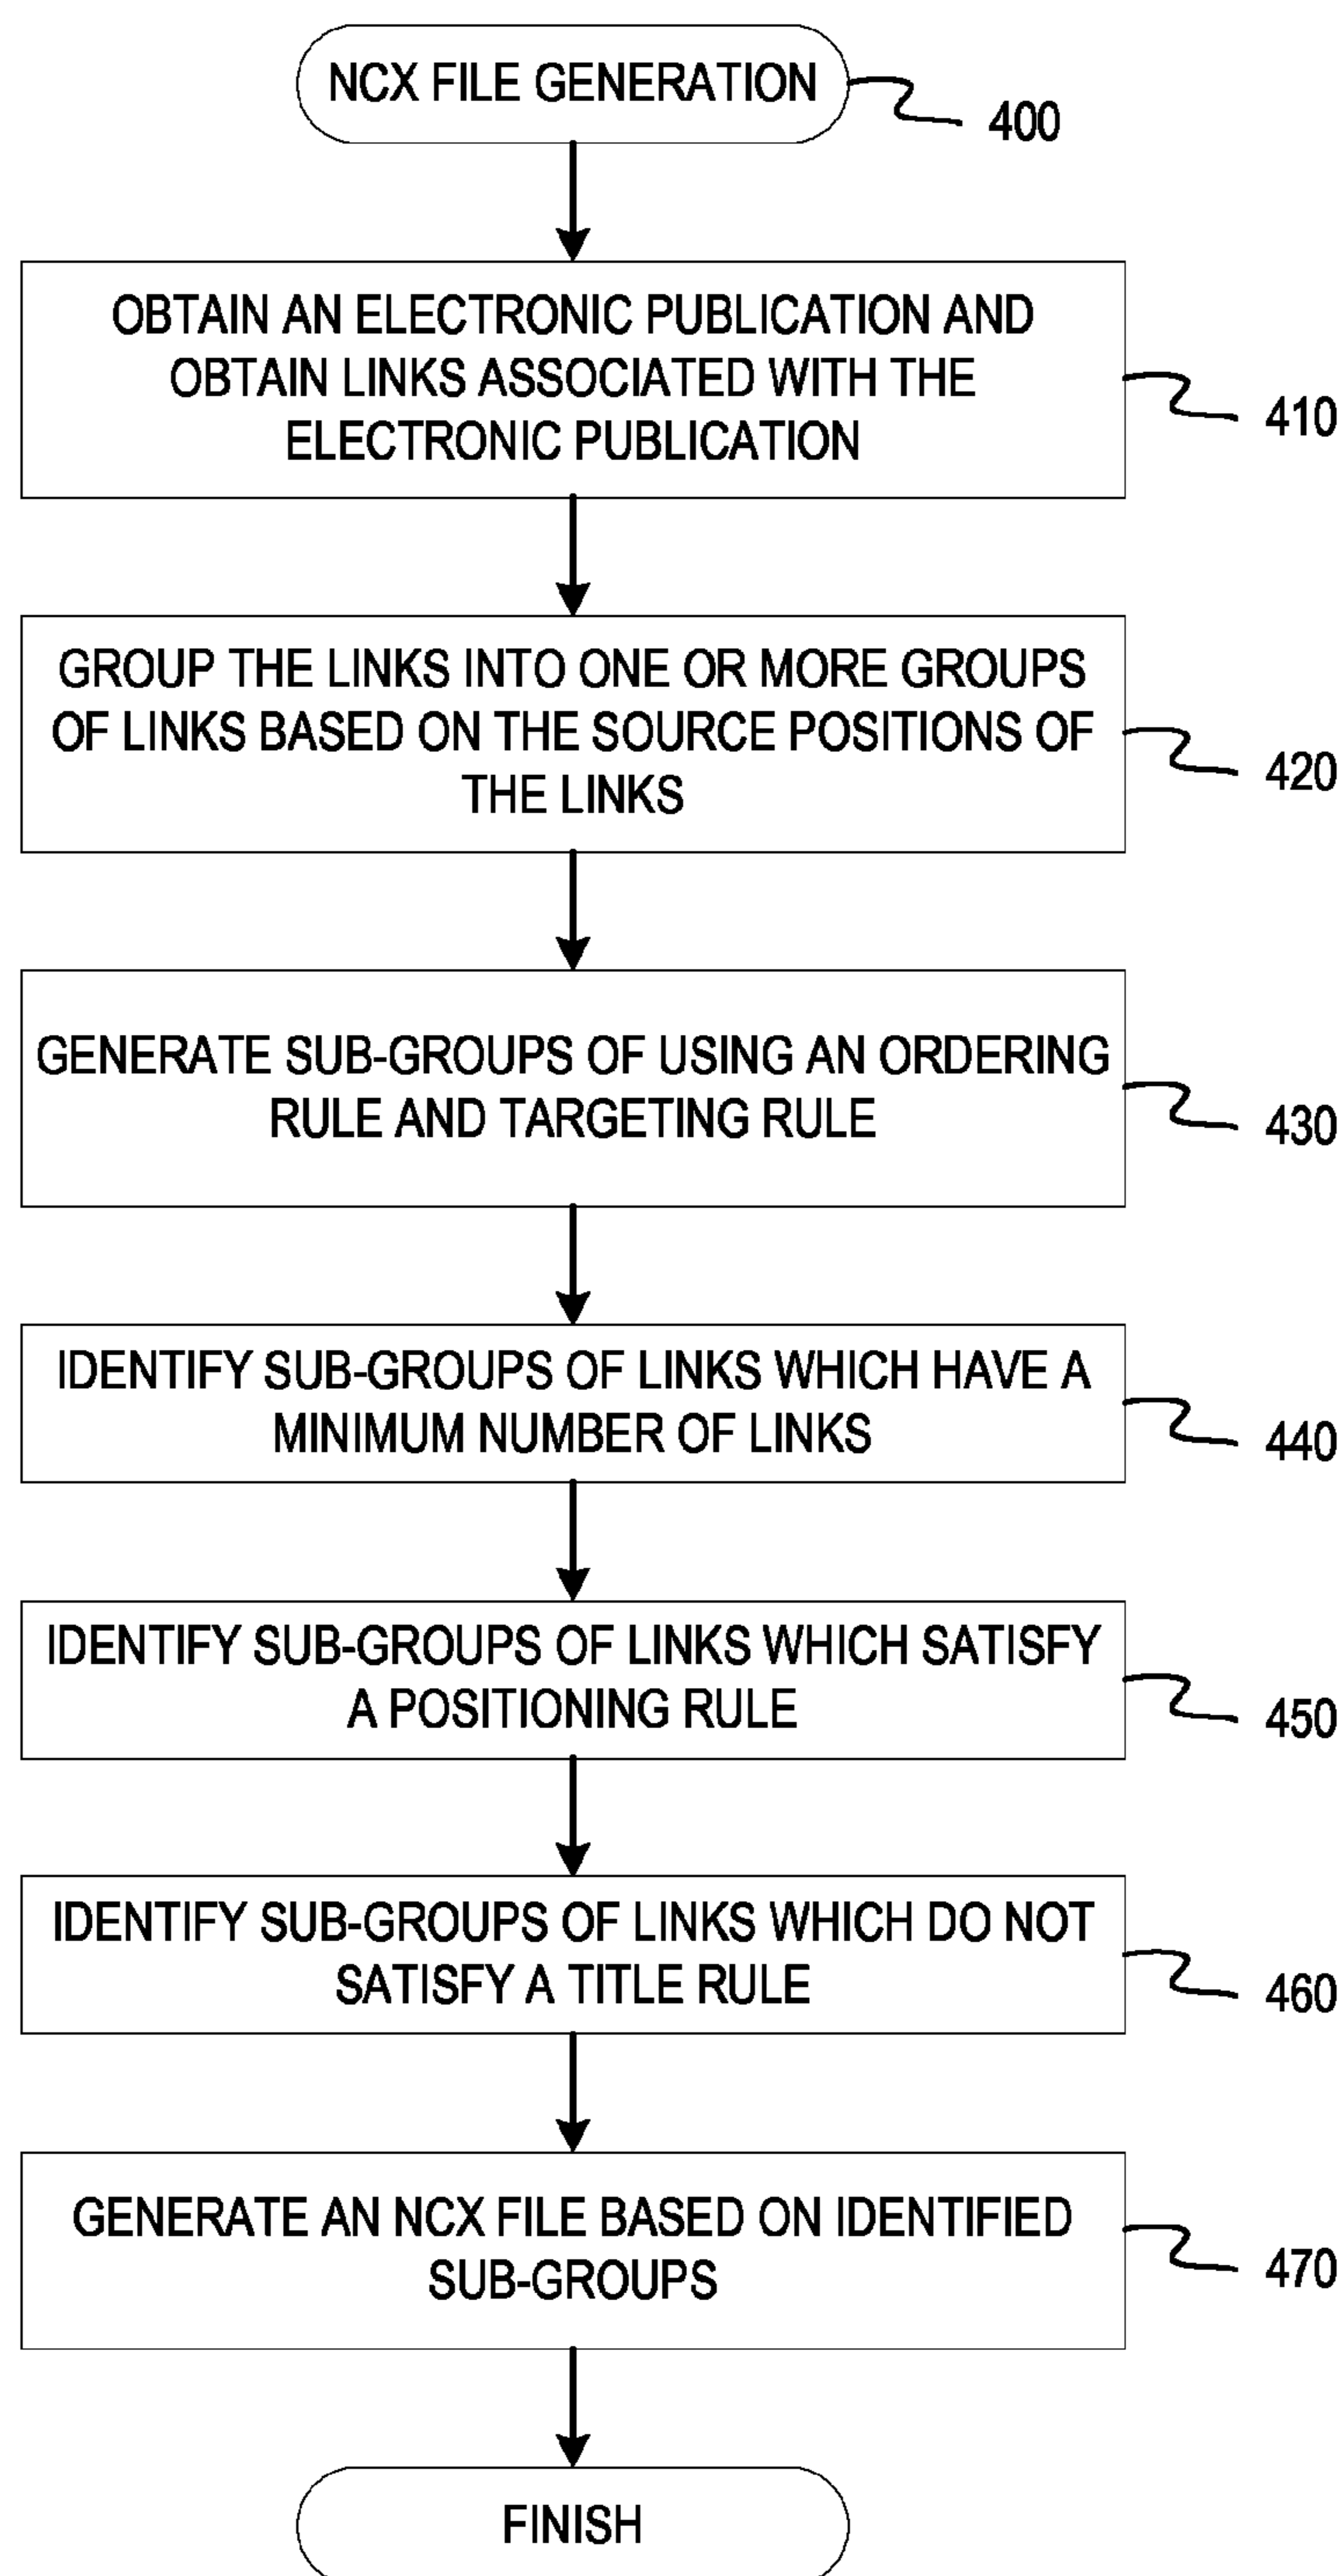 NCX FILE GENERATION
400
OBTAIN AN ELECTRONIC PUBLICATION AND
OBTAIN LINKS ASSOCIATED WITH THE
ELECTRONIC PUBLICATION
410
GROUP THE LINKS INTO ONE OR MORE GROUPS
OF LINKS BASED ON THE SOURCE POSITIONS OF
THE LINKS
420
GENERATE SUB-GROUPS OF USING AN ORDERING
RULE AND TARGETING RULE
430
IDENTIFY SUB-GROUPS OF LINKS WHICH HAVE A
MINIMUM NUMBER OF LINKS
440
IDENTIFY SUB-GROUPS OF LINKS WHICH SATISFY
A POSITIONING RULE
450
IDENTIFY SUB-GROUPS OF LINKS WHICH DO NOT
SATISFY A TITLE RULE
460
GENERATE AN NCX FILE BASED ON IDENTIFIED
SUB-GROUPS
470
FINISH